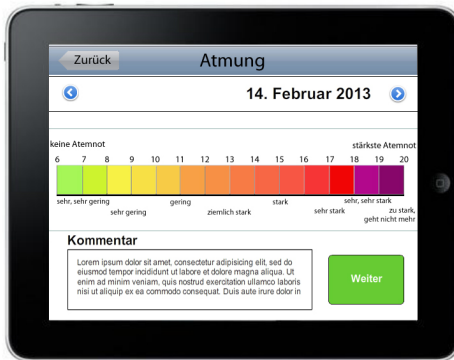 Zurück
Atmung
14. Februar 2013
keine Atemnot
stärkste Atemnot
6 7 8 9 10 11 12 13 14 15 16 17 18 19 20
sehr, sehr gering
gering
stark
sehr, sehr stark
sehr gering
ziemlich stark
sehr stark
zu stark,
geht nicht mehr
Kommentar
Lorem ipsum dolor sit amet, consectetur adipisicing elit, sed do
eiusmod tempor incididunt ut labore et dolore magna aliqua. Ut
enim ad minim veniam, quis nostrud exercitation ullamco laboris
nisi ut aliquip ex ea commodo consequat. Duis aute irure dolor in
Weiter